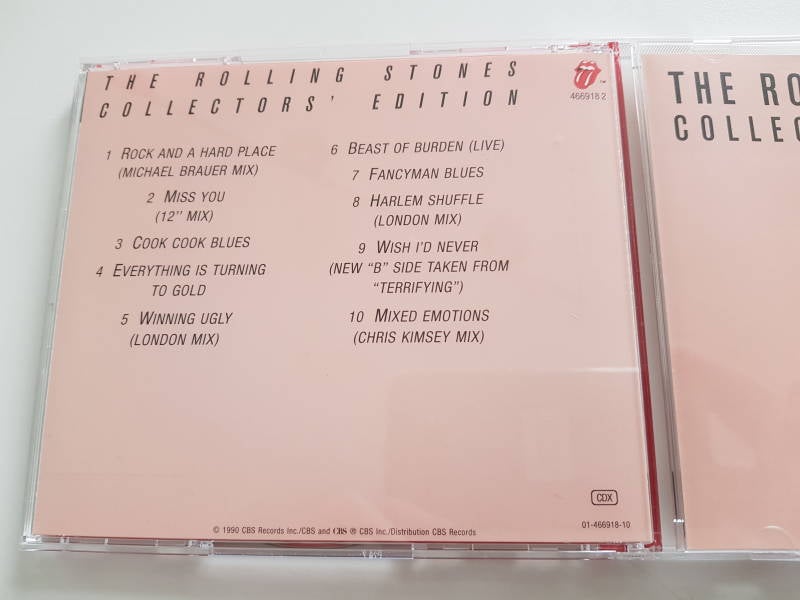 THE ROLLING STONES
COLLECTORS' EDITION
™
466918 2
1 ROCK AND A HARD PLACE
(MICHAEL BRAUER MIX)
2 MISS YOU
(12" MIX)
3 COOK COOK BLUES
4 EVERYTHING IS TURNING
TO GOLD
5 WINNING UGLY
(LONDON MIX)
6 BEAST OF BURDEN (LIVE)
7 FANCYMAN BLUES
8 HARLEM SHUFFLE
(LONDON MIX)
9 WISH I'D NEVER
(NEW "B" SIDE TAKEN FROM
"TERRIFYING")
10 MIXED EMOTIONS
(CHRIS KIMSEY MIX)
CDX
© 1990 CBS Records Inc./CBS and CBS ® CBS Inc./Distribution CBS Records
01-466918-10
THE RO
COLLEC